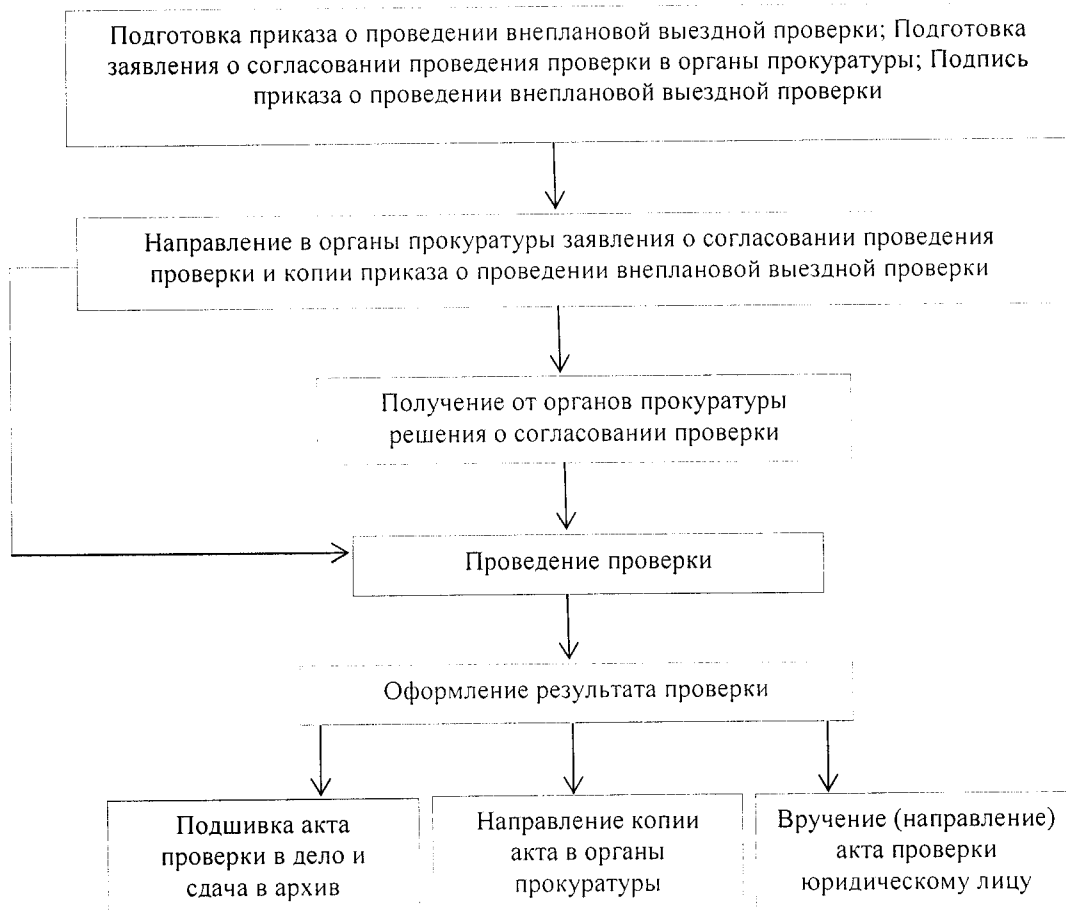 Подготовка приказа о проведении внеплановой выездной проверки; Подготовка
заявления о согласовании проведения проверки в органы прокуратуры; Подпись
приказа о проведении внеплановой выездной проверки
Направление в органы прокуратуры заявления о согласовании проведения
проверки и копии приказа о проведении внеплановой выездной проверки
Получение от органов прокуратуры
решения о согласовании проверки
Проведение проверки
Оформление результата проверки
Подшивка акта
проверки в дело и
сдача в архив
Направление копии
акта в органы
прокуратуры
Вручение (направление)
акта проверки
юридическому лицу